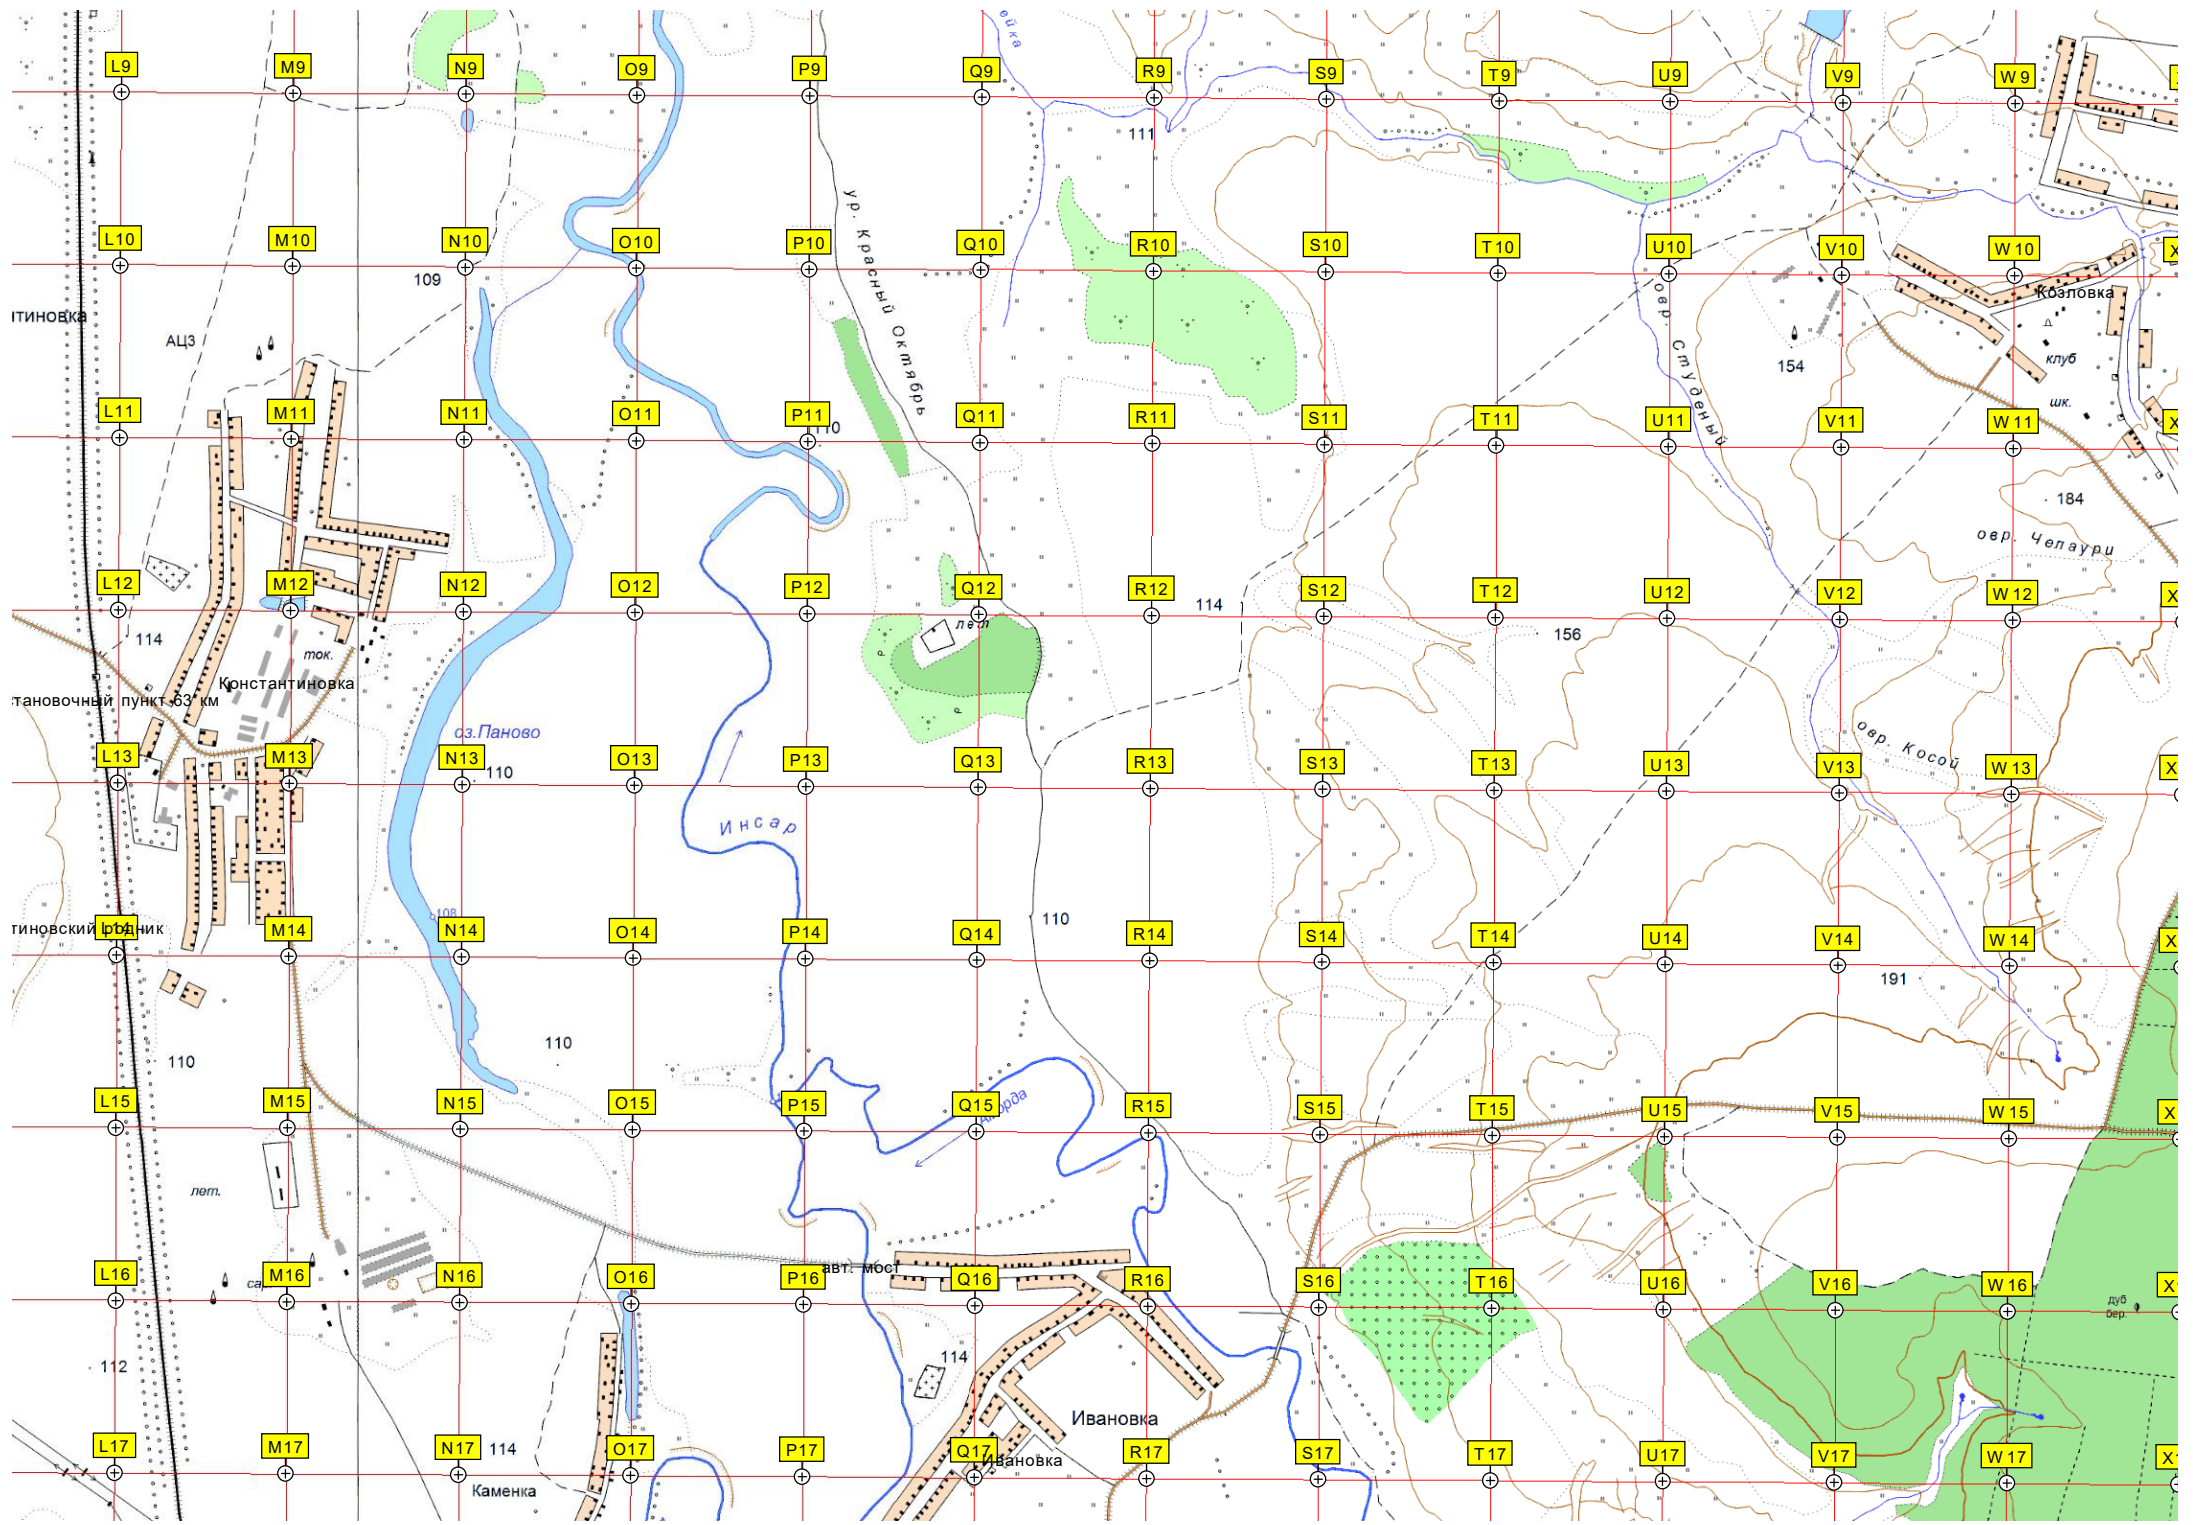 ейка
L9 M9 N9 O9 P9 Q9 R9 S9 T9 U9 V9 W9
111
ур. Красный Октябрь
L10 M10 N10 O10 P10 Q10 R10 S10 T10 U10 V10 W10 X
109
Козловка
тиновка
АЦЗ
овр. Студеный
154
клуб
шк.
L11 M11 N11 O11 P11 Q11 R11 S11 T11 U11 V11 W11 X
110
184
овр. Чепаури
L12 M12 N12 O12 P12 Q12 R12 S12 T12 U12 V12 W12 X
114
лет
114
156
ток.
Константиновка
становочный пункт 63 км
оз.Паново
овр. Косой
L13 M13 N13 O13 P13 Q13 R13 S13 T13 U13 V13 W13 X
110
Инсар
108
110
тиновский родник
L14 M14 N14 O14 P14 Q14 R14 S14 T14 U14 V14 W14 X
191
110
110
L15 M15 N15 O15 P15 Q15 R15 S15 T15 U15 V15 W15 X
лет.
авт. мост
L16 M16 N16 O16 P16 Q16 R16 S16 T16 U16 V16 W16 X
дуб
бер.
112
114
Ивановка
L17 M17 N17 O17 P17 Q17 R17 S17 T17 U17 V17 W17 X
114
Ивановка
Каменка